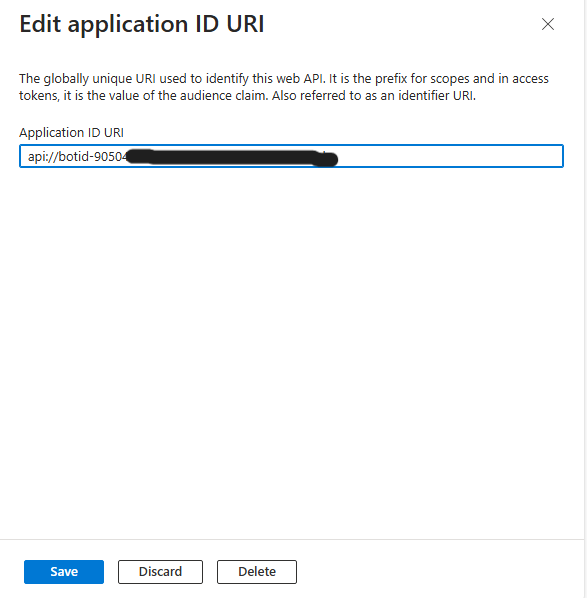 Edit application ID URI
The globally unique URI used to identify this web API. It is the prefix for scopes and in access
tokens, it is the value of the audience claim. Also referred to as an identifier URI.
Application ID URI
api://botid-90504
Save
Discard
Delete